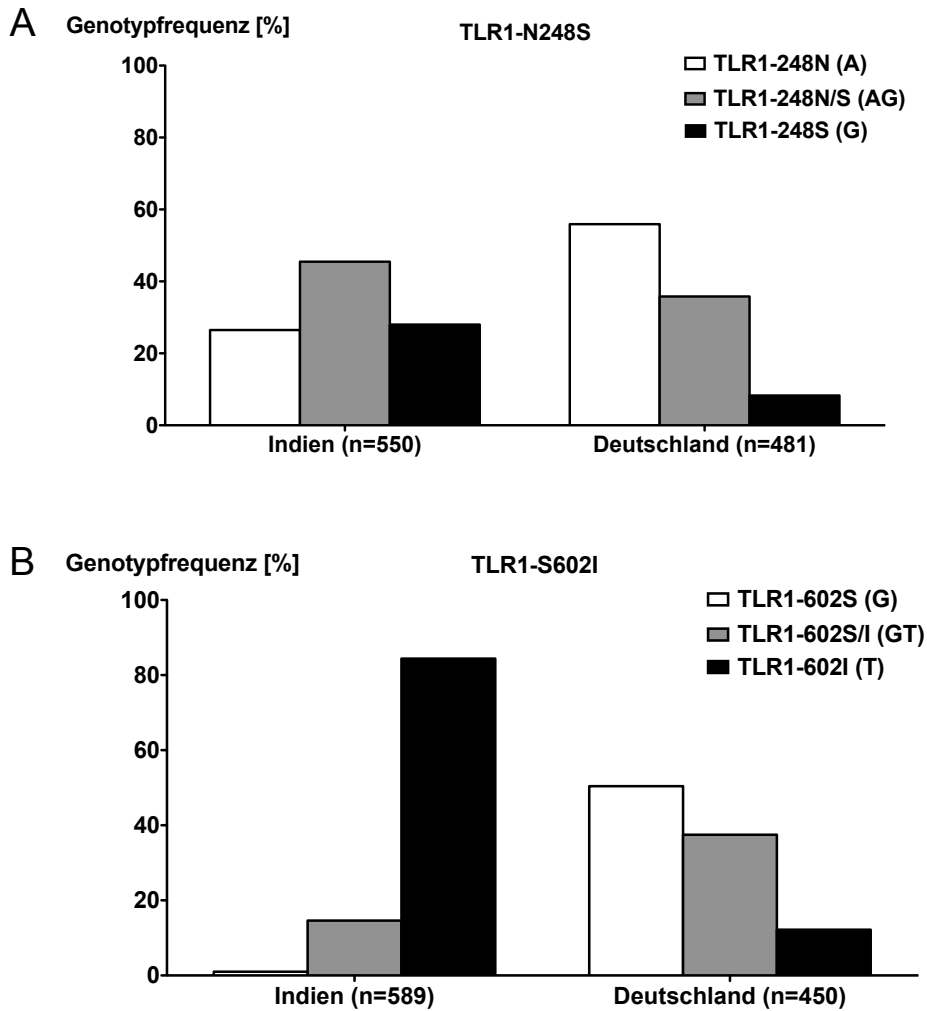 A
Genotypfrequenz [%]
TLR1-N248S
TLR1-248N (A)
TLR1-248N/S (AG)
TLR1-248S (G)
100
80
60
40
20
0
Indien (n=550)
Deutschland (n=481)
B
Genotypfrequenz [%]
TLR1-S602I
TLR1-602S (G)
TLR1-602S/I (GT)
TLR1-602I (T)
100
80
60
40
20
0
Indien (n=589)
Deutschland (n=450)